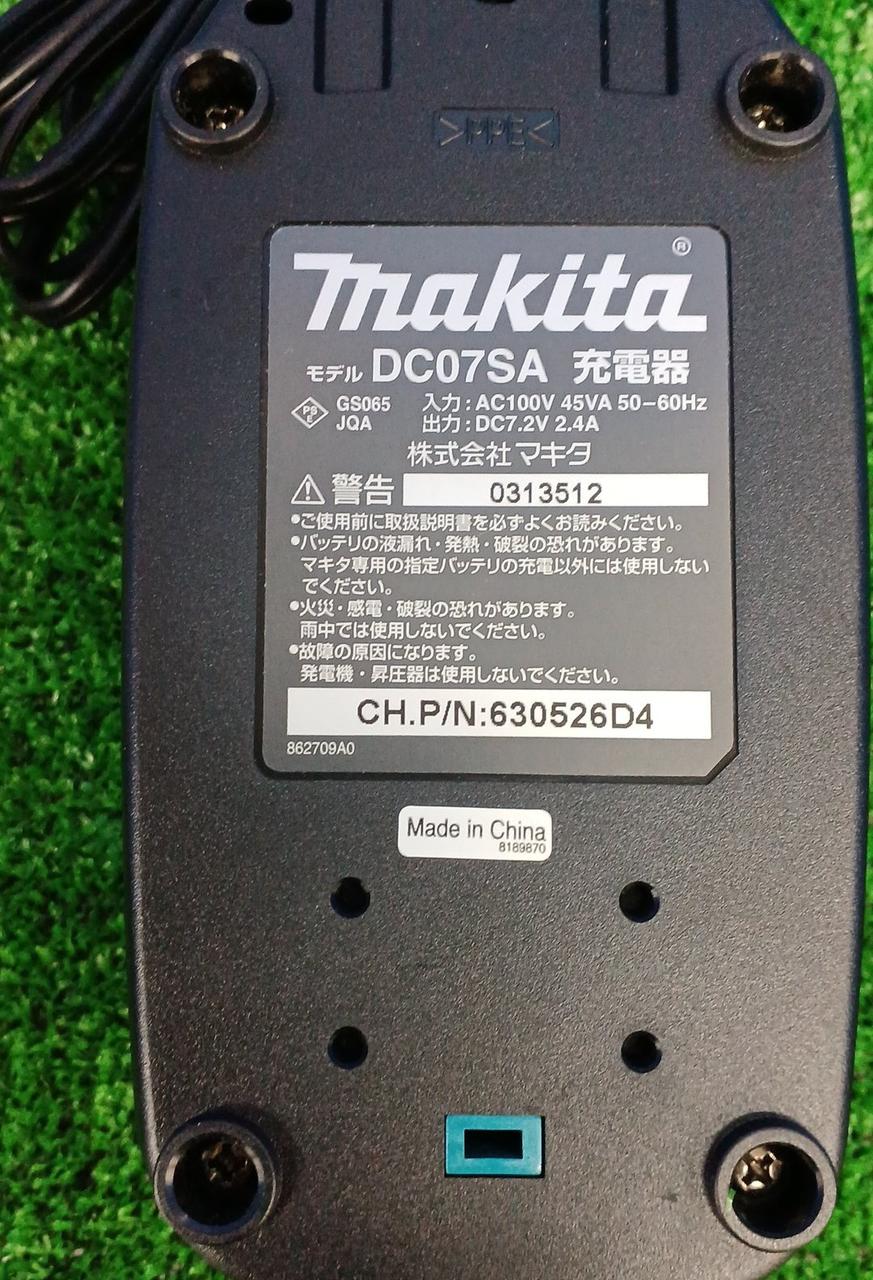 >PPE<
makita®
モデル DC07SA 充電器
PSE GS065 入力:AC100V 45VA 50-60Hz
JQA 出力:DC7.2V 2.4A
株式会社マキタ
⚠警告 0313512
•ご使用前に取扱説明書を必ずよくお読みください。
•バッテリの液漏れ・発熱・破裂の恐れがあります。
マキタ専用の指定バッテリの充電以外には使用しない
でください。
•火災・感電・破裂の恐れがあります。
雨中では使用しないでください。
•故障の原因になります。
発電機・昇圧器は使用しないでください。
CH.P/N:630526D4
862709A0
Made in China
8189870